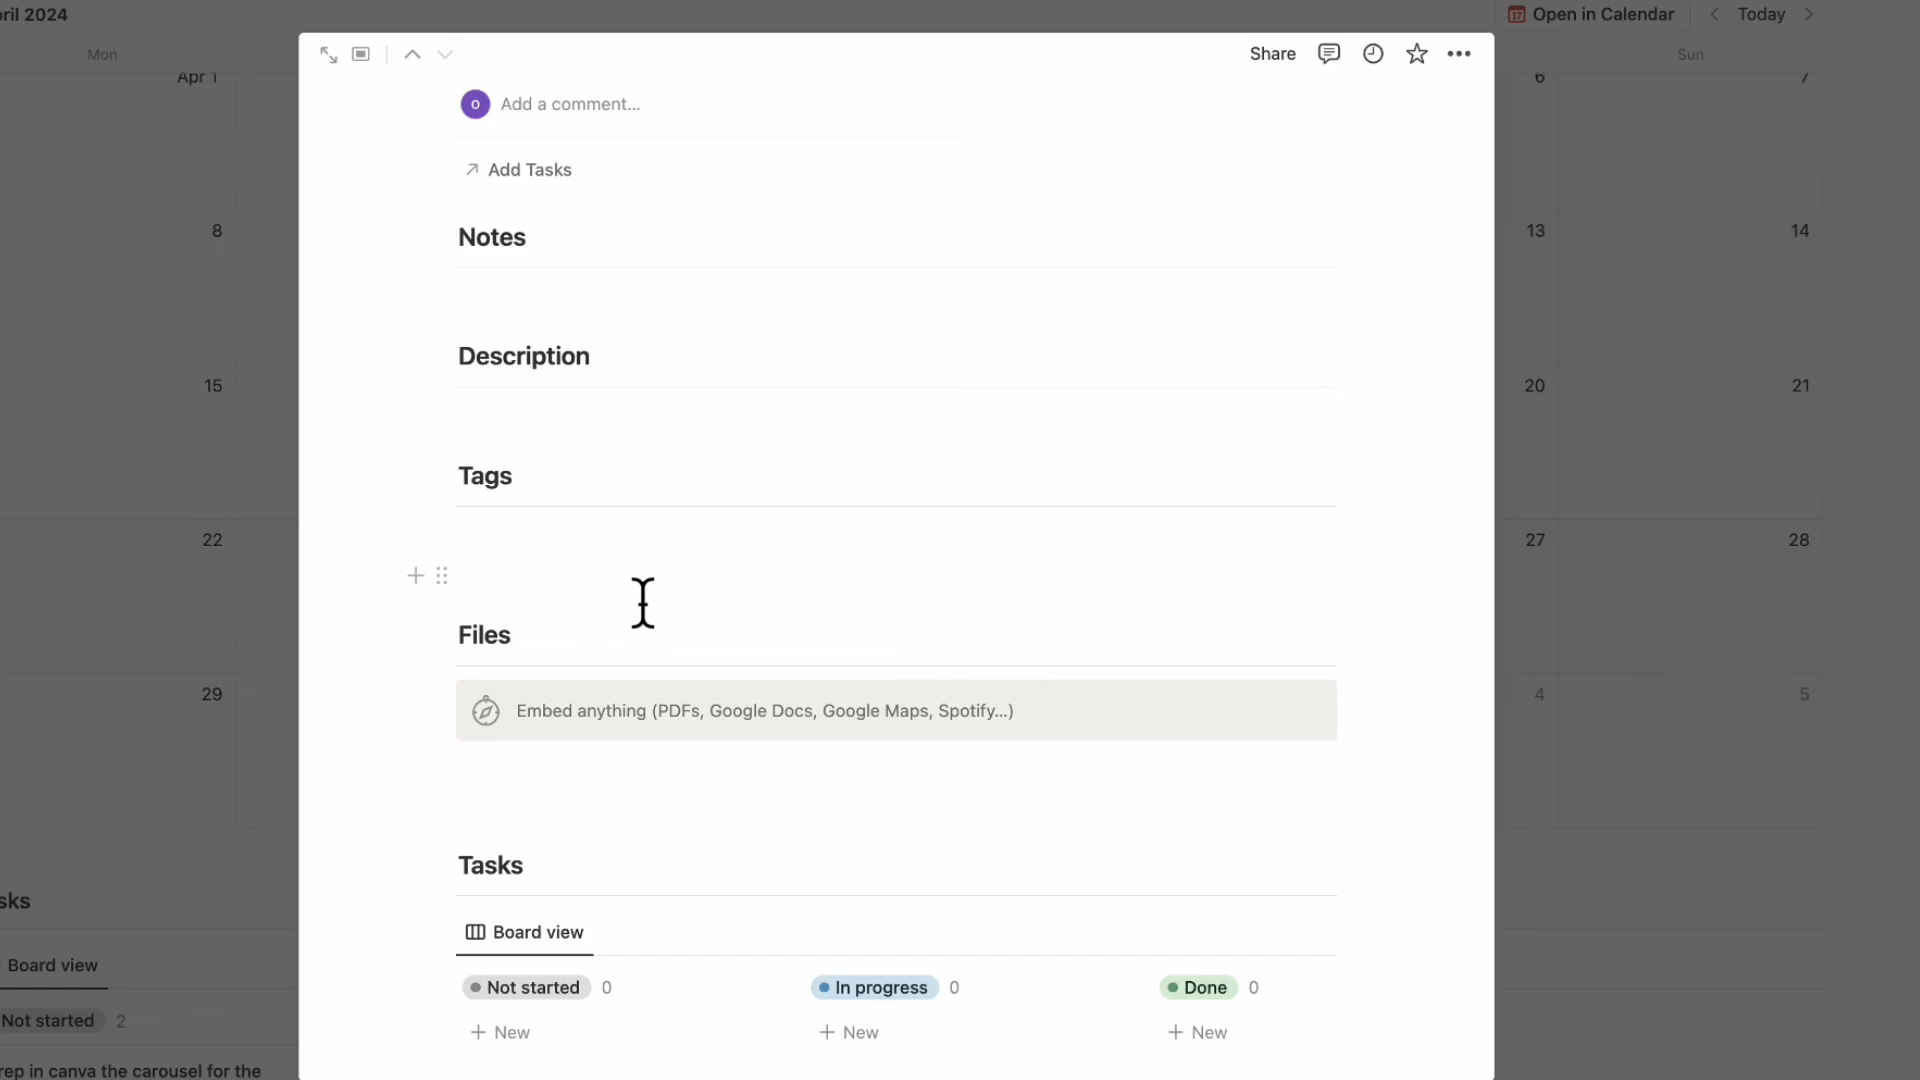 ril 2024
Open in Calendar
Today
Mon
Sun
Share
Apr 1
6
7
O Add a comment...
Add Tasks
Notes
8
13
14
Description
15
20
21
Tags
22
27
28
Files
29
4
5
Embed anything (PDFs, Google Docs, Google Maps, Spotify...)
Tasks
sks
Board view
Board view
Not started 0
In progress 0
Done 0
Not started 2
New
New
New
rep in canva the carousel for the